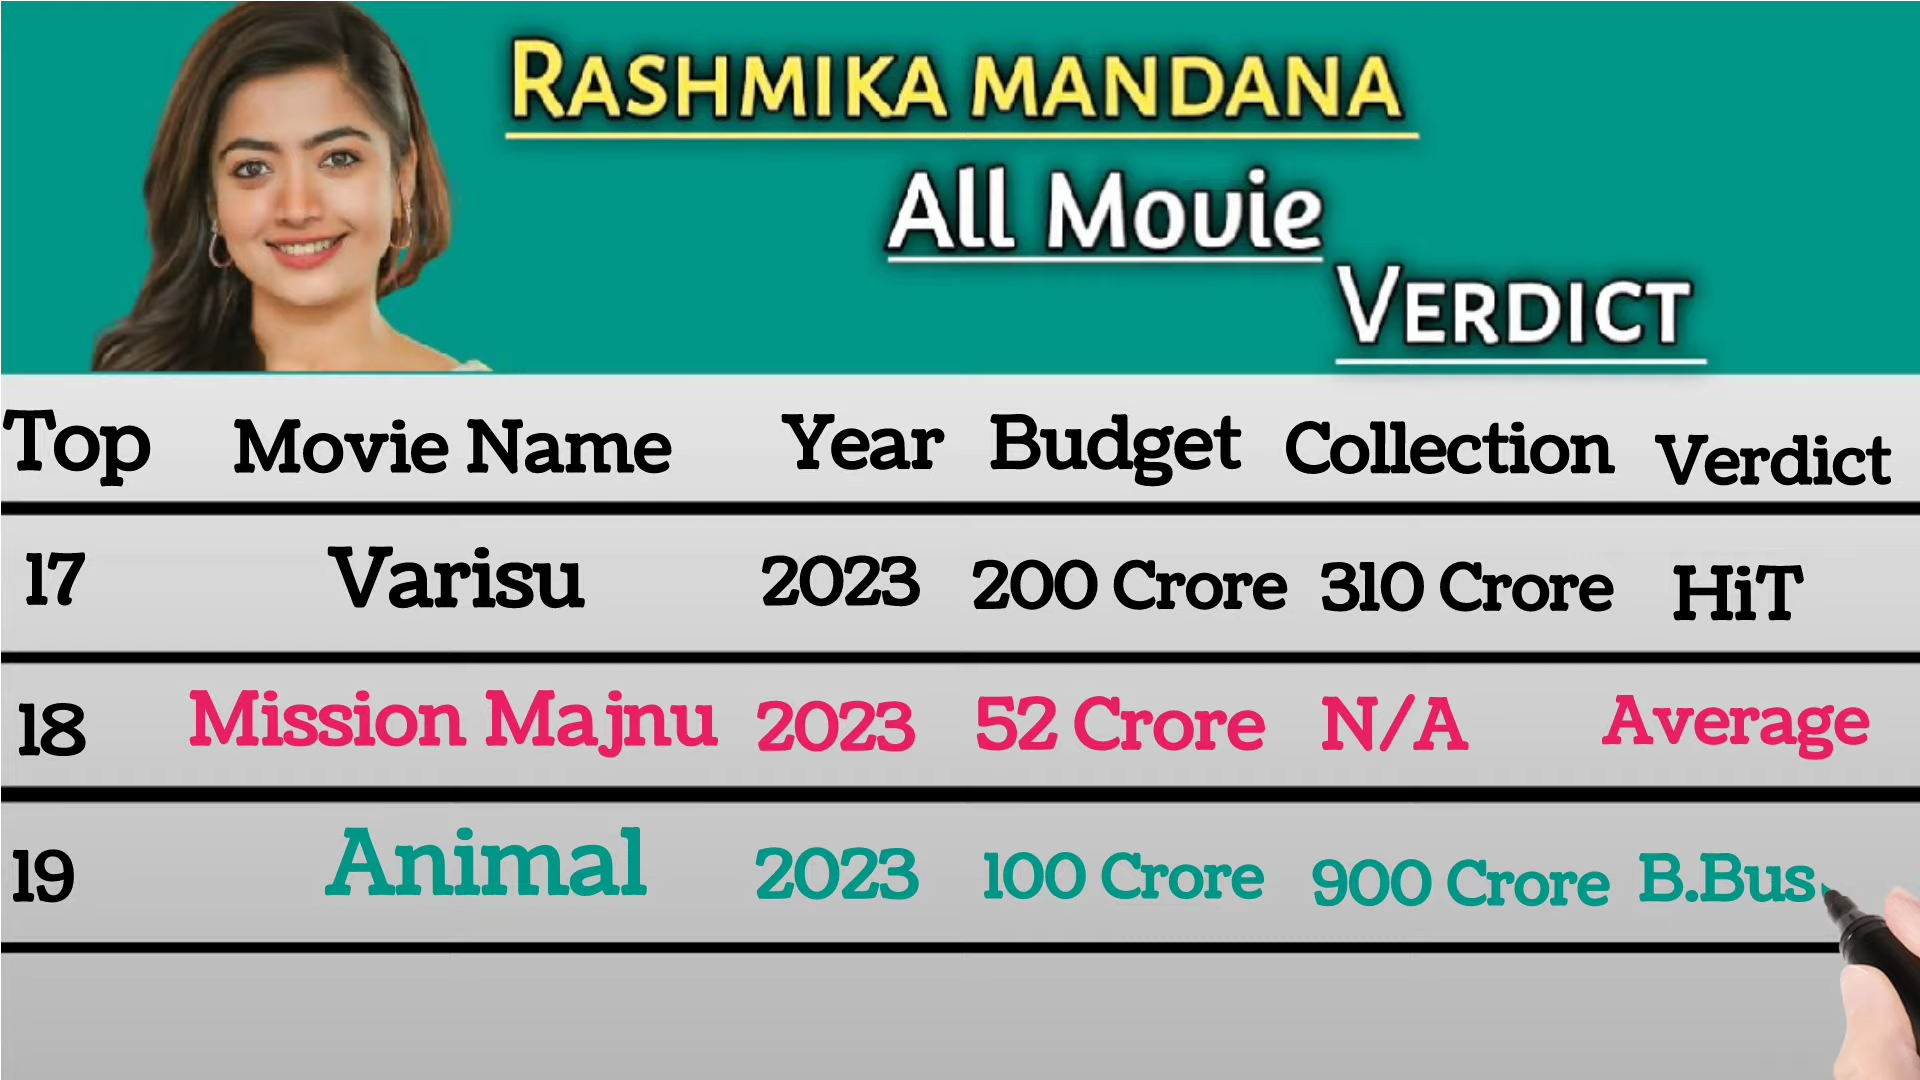 RASHMIKA MANDANA
All Movie
VERDICT
Top Movie Name Year Budget Collection Verdict
17 Varisu 2023 200 Crore 310 Crore HiT
18 Mission Majnu 2023 52 Crore N/A Average
19 Animal 2023 100 Crore 900 Crore B.Bus